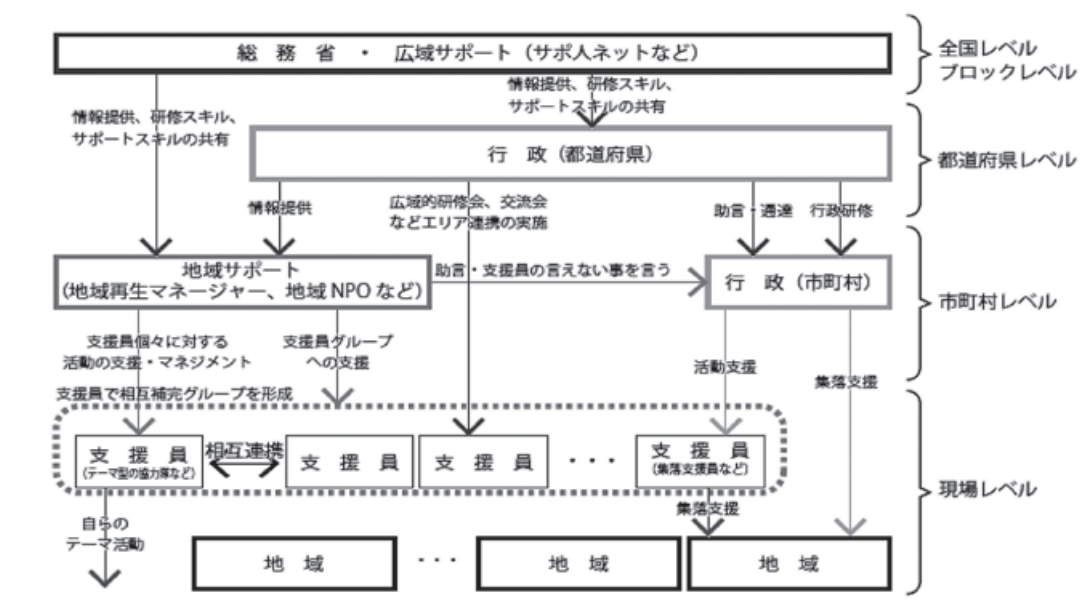 総 務 省 ・ 広域サポート（サポ人ネットなど）
全国レベル
ブロックレベル
情報提供、研修スキル、
サポートスキルの共有
情報提供、研修スキル、
サポートスキルの共有
行 政（都道府県）
都道府県レベル
情報提供
広域的研修会、交流会
などエリア連携の実施
助言・通達
行政研修
地域サポート
（地域再生マネージャー、地域 NPO など）
助言・支援員の言えない事を言う
行 政（市町村）
市町村レベル
支援員個々に対する
活動の支援・マネジメント
支援員グループ
への支援
活動支援
集落支援
支援員で相互補完グループを形成
支 援 員
（テーマ型の協力隊など）
相互連携
支 援 員
支 援 員
・・・
支 援 員
（集落支援員など）
現場レベル
自らの
テーマ活動
集落支援
地 域
・・・
地 域
地 域